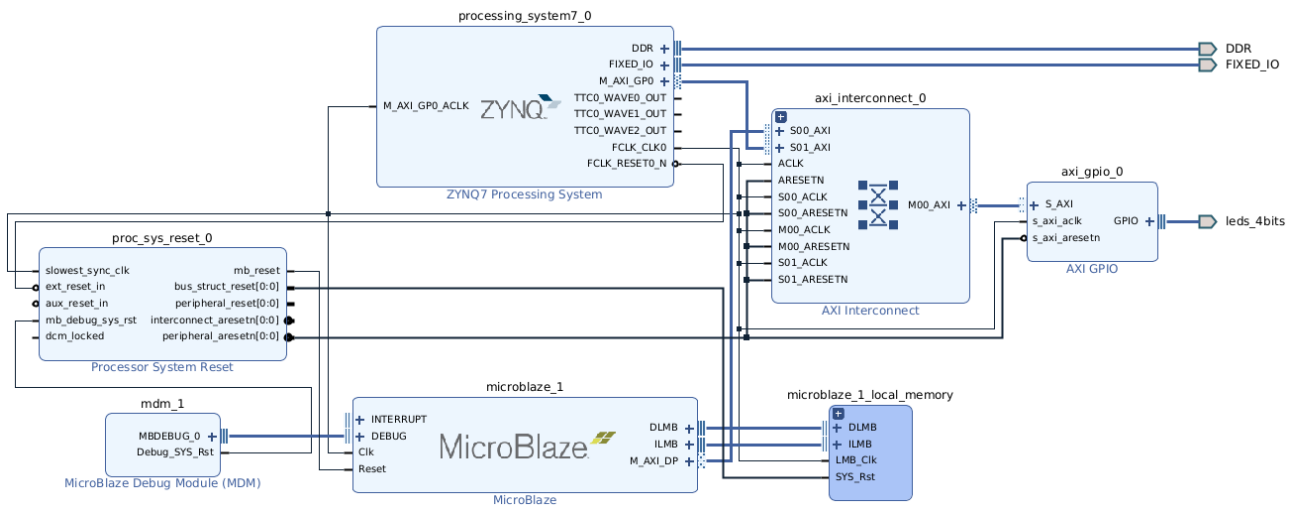 processing_system7_0
DDR
FIXED_IO
M_AXI_GP0
TTC0_WAVE0_OUT
TTC0_WAVE1_OUT
TTC0_WAVE2_OUT
FCLK_CLK0
FCLK_RESET0_N
M_AXI_GP0_ACLK
ZYNQ
ZYNQ7 Processing System
DDR
FIXED_IO
axi_interconnect_0
S00_AXI
S01_AXI
ACLK
ARESETN
S00_ACLK
S00_ARESETN
M00_ACLK
M00_ARESETN
S01_ACLK
S01_ARESETN
M00_AXI
AXI Interconnect
axi_gpio_0
S_AXI
s_axi_aclk
s_axi_aresetn
GPIO
AXI GPIO
leds_4bits
proc_sys_reset_0
slowest_sync_clk
ext_reset_in
aux_reset_in
mb_debug_sys_rst
dcm_locked
mb_reset
bus_struct_reset[0:0]
peripheral_reset[0:0]
interconnect_aresetn[0:0]
peripheral_aresetn[0:0]
Processor System Reset
mdm_1
MBDEBUG_0
Debug_SYS_Rst
MicroBlaze Debug Module (MDM)
microblaze_1
INTERRUPT
DEBUG
Clk
Reset
MicroBlaze
DLMB
ILMB
M_AXI_DP
MicroBlaze
microblaze_1_local_memory
DLMB
ILMB
LMB_Clk
SYS_Rst